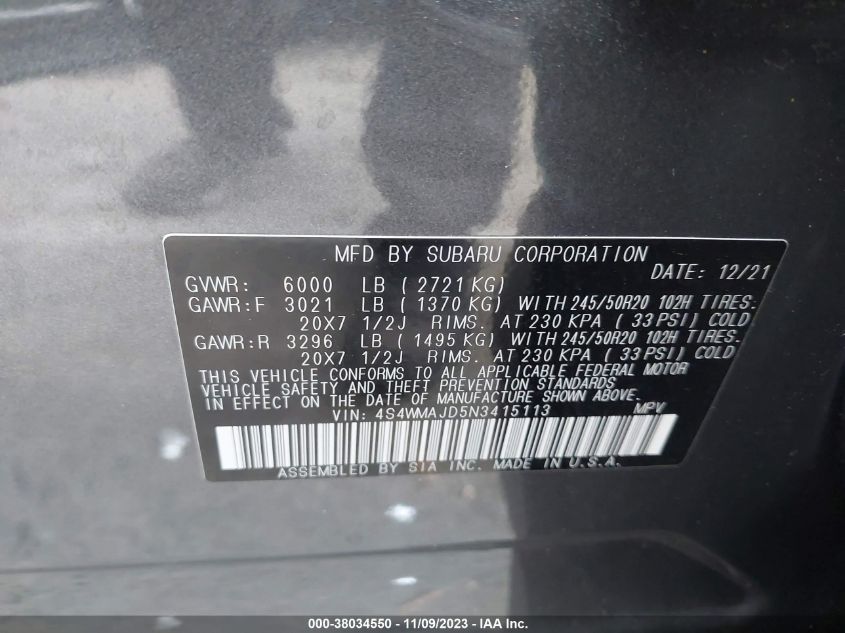 MFD BY SUBARU CORPORATION
DATE: 12/21
GVWR: 6000 LB ( 2721KG)
GAWR:F 3021 LB ( 1370 KG) WITH 245/50R20 102H TIRES.
20X7 1/2J RIMS. AT 230 KPA ( 33 PSI) COLD
GAWR:R 3296 LB ( 1495 KG) WITH 245/50R20 102H TIRES.
20X7 1/2J RIMS. AT 230 KPA ( 33 PSI) COLD
THIS VEHICLE CONFORMS TO ALL APPLICABLE FEDERAL MOTOR
VEHICLE SAFETY AND THEFT PREVENTION STANDARDS
IN EFFECT ON THE DATE OF MANUFACTURE SHOWN ABOVE.
VIN: 4S4WMAJD5N3415113 MPV
ASSEMBLED BY SIA INC. MADE IN U.S.A.
000-38034550 - 11/09/2023 - IAA Inc.